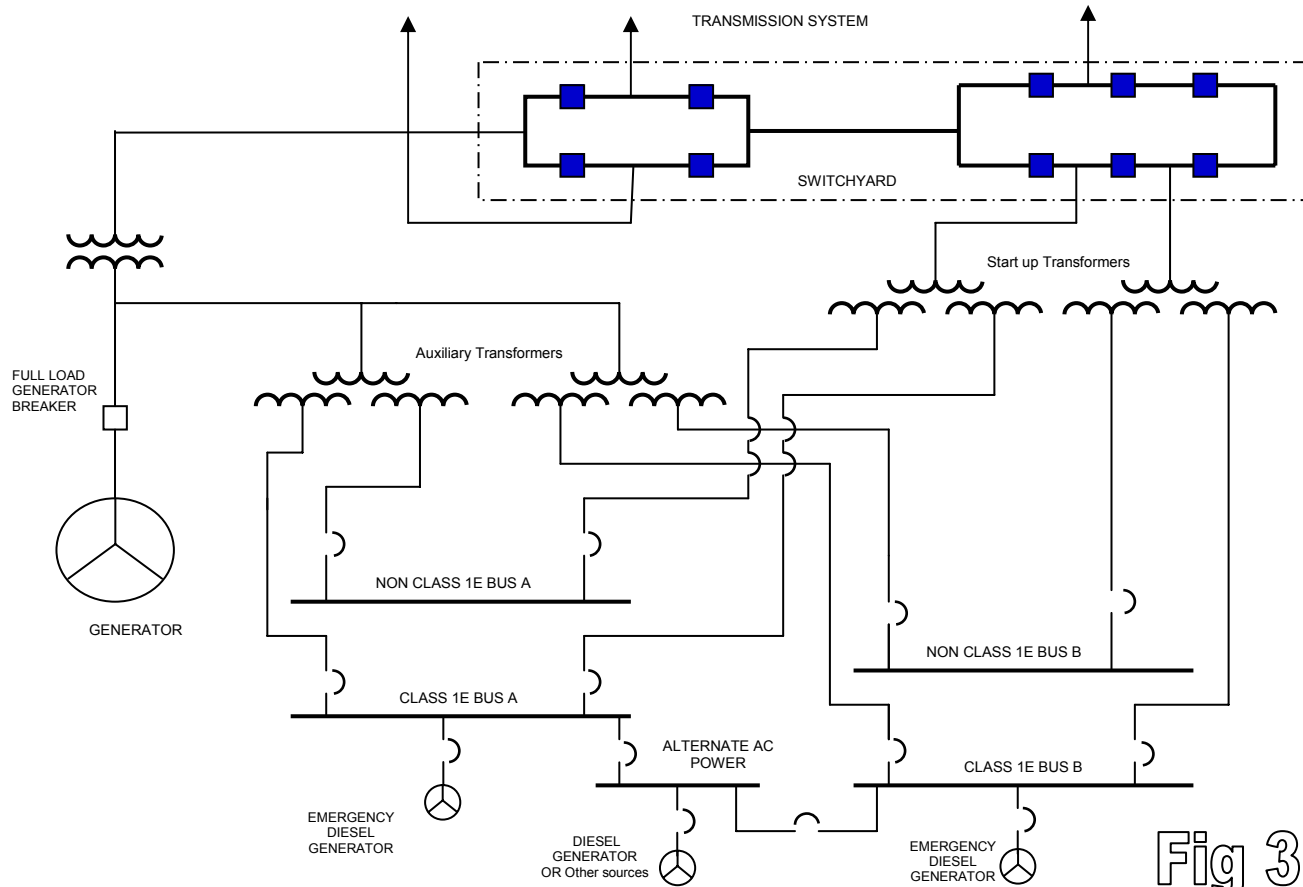 TRANSMISSION SYSTEM
SWITCHYARD
Start up Transformers
Auxiliary Transformers
FULL LOAD
GENERATOR
BREAKER
GENERATOR
NON CLASS 1E BUS A
NON CLASS 1E BUS B
CLASS 1E BUS A
ALTERNATE AC
POWER
CLASS 1E BUS B
EMERGENCY
DIESEL
GENERATOR
DIESEL
GENERATOR
OR Other sources
EMERGENCY
DIESEL
GENERATOR
Fig 3